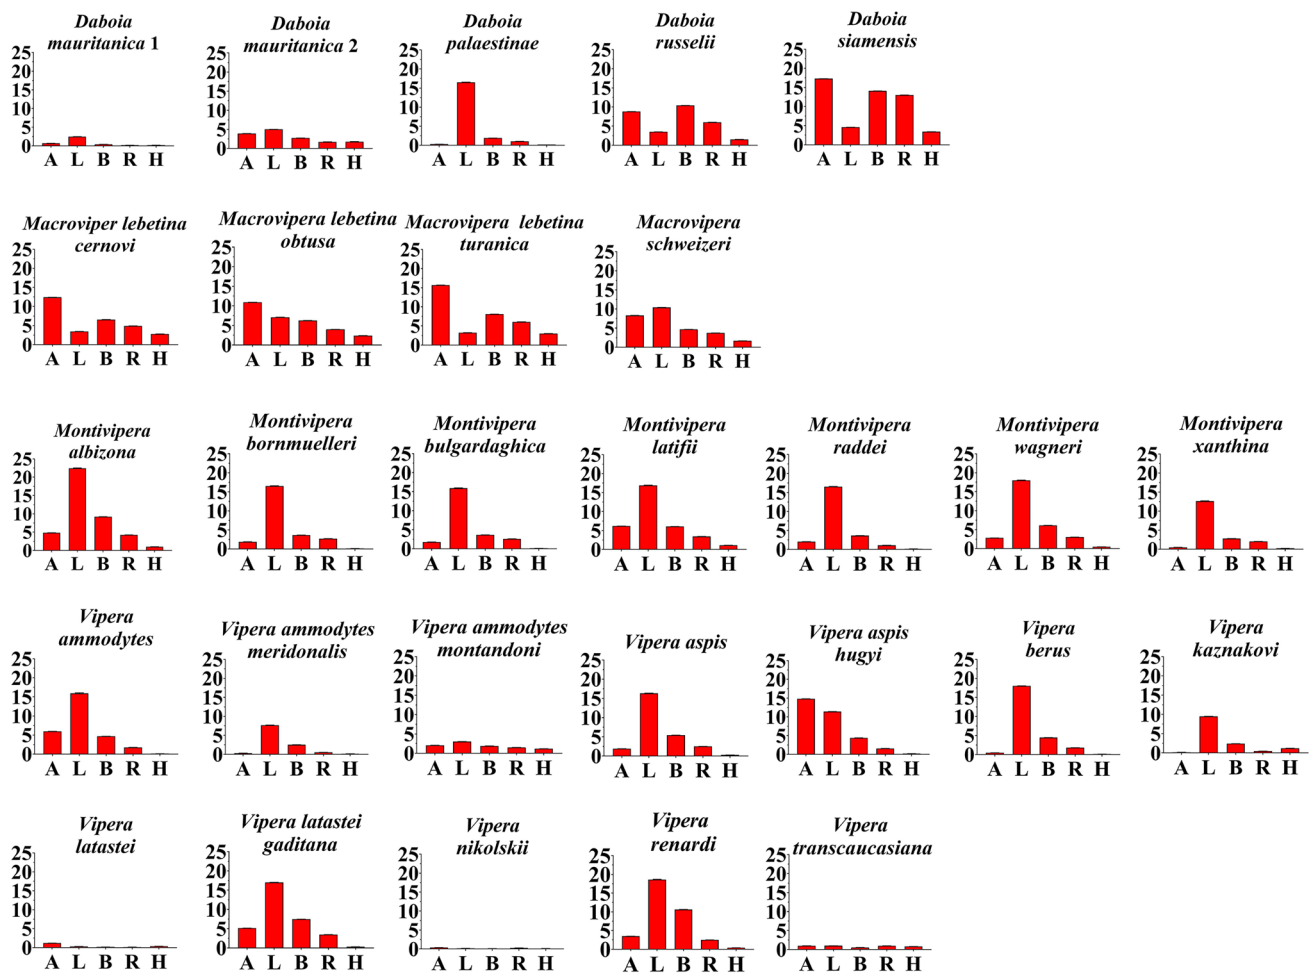 Daboia
mauritanica 1
Daboia
mauritanica 2
Daboia
palaestinae
Daboia
russelii
Daboia
siamensis
25
20
15
10
5
0
A L B R H
25
20
15
10
5
0
A L B R H
25
20
15
10
5
0
A L B R H
25
20
15
10
5
0
A L B R H
25
20
15
10
5
0
A L B R H
Macroviper lebetina
cernovi
Macrovipera lebetina
obtusa
Macrovipera lebetina
turanica
Macrovipera
schweizeri
25
20
15
10
5
0
A L B R H
25
20
15
10
5
0
A L B R H
25
20
15
10
5
0
A L B R H
25
20
15
10
5
0
A L B R H
Montivipera
albizona
Montivipera
bornmuelleri
Montivipera
bulgardaghica
Montivipera
latifii
Montivipera
raddei
Montivipera
wagneri
Montivipera
xanthina
25
20
15
10
5
0
A L B R H
25
20
15
10
5
0
A L B R H
25
20
15
10
5
0
A L B R H
25
20
15
10
5
0
A L B R H
25
20
15
10
5
0
A L B R H
25
20
15
10
5
0
A L B R H
25
20
15
10
5
0
A L B R H
Vipera
ammodytes
Vipera ammodytes
meridonalis
Vipera ammodytes
montandoni
Vipera aspis
Vipera aspis
hugyi
Vipera
berus
Vipera
kaznakovi
25
20
15
10
5
0
A L B R H
25
20
15
10
5
0
A L B R H
25
20
15
10
5
0
A L B R H
25
20
15
10
5
0
A L B R H
25
20
15
10
5
0
A L B R H
25
20
15
10
5
0
A L B R H
25
20
15
10
5
0
A L B R H
Vipera
latastei
Vipera latastei
gaditana
Vipera
nikolskii
Vipera
renardi
Vipera
transcaucasiana
25
20
15
10
5
0
A L B R H
25
20
15
10
5
0
A L B R H
25
20
15
10
5
0
A L B R H
25
20
15
10
5
0
A L B R H
25
20
15
10
5
0
A L B R H